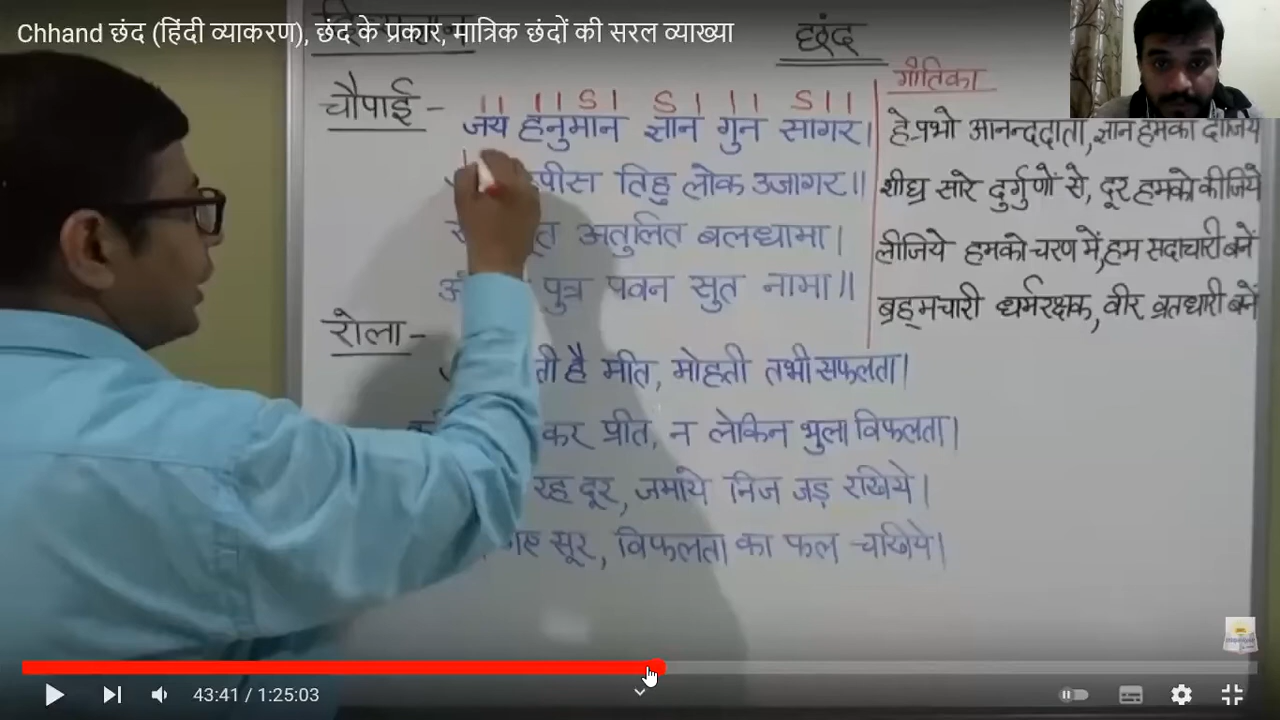 Chhand छंद (हिंदी व्याकरण), छंद के प्रकार, मात्रिक छंदों की सरल व्याख्या
छंद
चौपाई -
।। ।।ऽ। ऽ। ।। ऽ।।
जय हनुमान ज्ञान गुन सागर।
तिहु लोक उजागर॥
अतुलित बलधामा।
पुत्र पवन सुत नामा॥
रोला -
है मीत, मोहती तभी सफलता।
कर प्रीत, न लेकिन भुला विफलता।
रह दूर, जमाये निज जड़ रखिये।
सूर, विफलता का फल चखिये।
गीतिका
हे प्रभो आनन्ददाता, ज्ञान हमको दीजिये
शीघ्र सारे दुर्गुणों से, दूर हमको कीजिये
लीजिये हमको चरण में, हम सदाचारी बनें
ब्रह्मचारी धर्मरक्षक, वीर व्रतधारी बनें
43:41 / 1:25:03